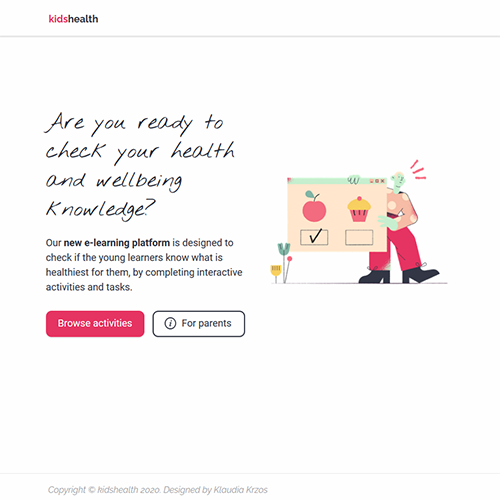 kidshealth
Are you ready to
check your health
and wellbeing
knowledge?
Our new e-learning platform is designed to
check if the young learners know what is
healthiest for them, by completing interactive
activities and tasks.
Browse activities
For parents
Copyright © kidshealth 2020. Designed by Klaudia Krzos